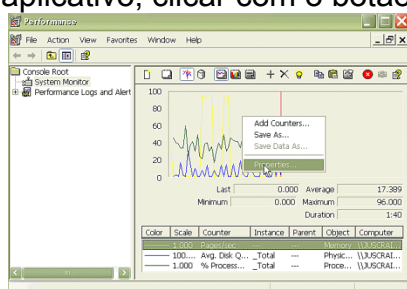 aplicativo, clicar com o botão
Performance
File Action View Favorites Window Help
Console Root
System Monitor
Performance Logs and Alert
100
80
60
40
20
0
Add Counters...
Save As...
Save Data As...
Properties...
Last 0.000 Average 17.389
Minimum 0.000 Maximum 96.000
Duration 1:40
Color Scale Counter Instance Parent Object Computer
1.000 Pages/sec --- --- Memory \\JUSCRAI...
100.... Avg. Disk Q... _Total --- Physic... \\JUSCRAI...
1.000 % Process... _Total --- Proce... \\JUSCRAI...